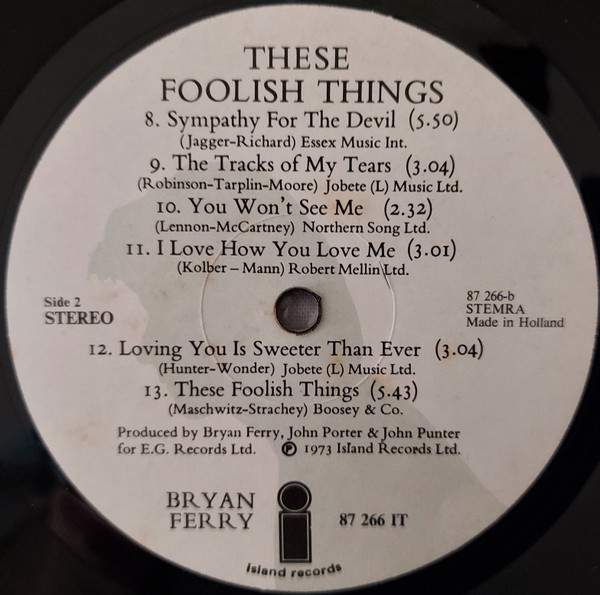 THESE
FOOLISH THINGS
8. Sympathy For The Devil (5.50)
(Jagger-Richard) Essex Music Int.
9. The Tracks of My Tears (3.04)
(Robinson-Tarplin-Moore) Jobete (L) Music Ltd.
10. You Won't See Me (2.32)
(Lennon-McCartney) Northern Song Ltd.
11. I Love How You Love Me (3.01)
(Kolber – Mann) Robert Mellin Ltd.
Side 2
STEREO
87 266-b
STEMRA
Made in Holland
12. Loving You Is Sweeter Than Ever (3.04)
(Hunter-Wonder) Jobete (L) Music Ltd.
13. These Foolish Things (5.43)
(Maschwitz-Strachey) Boosey & Co.
Produced by Bryan Ferry, John Porter & John Punter
for E.G. Records Ltd. ℗ 1973 Island Records Ltd.
BRYAN
FERRY
87 266 IT
island records